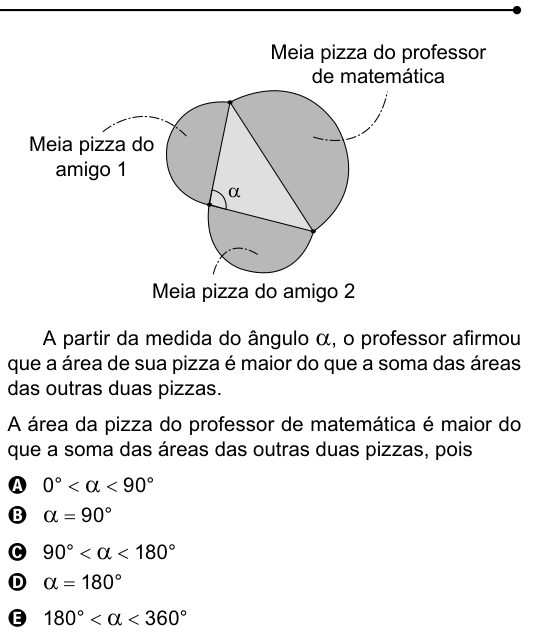 Meia pizza do professor
de matemática
Meia pizza do
amigo 1
α
Meia pizza do amigo 2
A partir da medida do ângulo α, o professor afirmou
que a área de sua pizza é maior do que a soma das áreas
das outras duas pizzas.
A área da pizza do professor de matemática é maior do
que a soma das áreas das outras duas pizzas, pois
A 0° < α < 90°
B α = 90°
C 90° < α < 180°
D α = 180°
E 180° < α < 360°